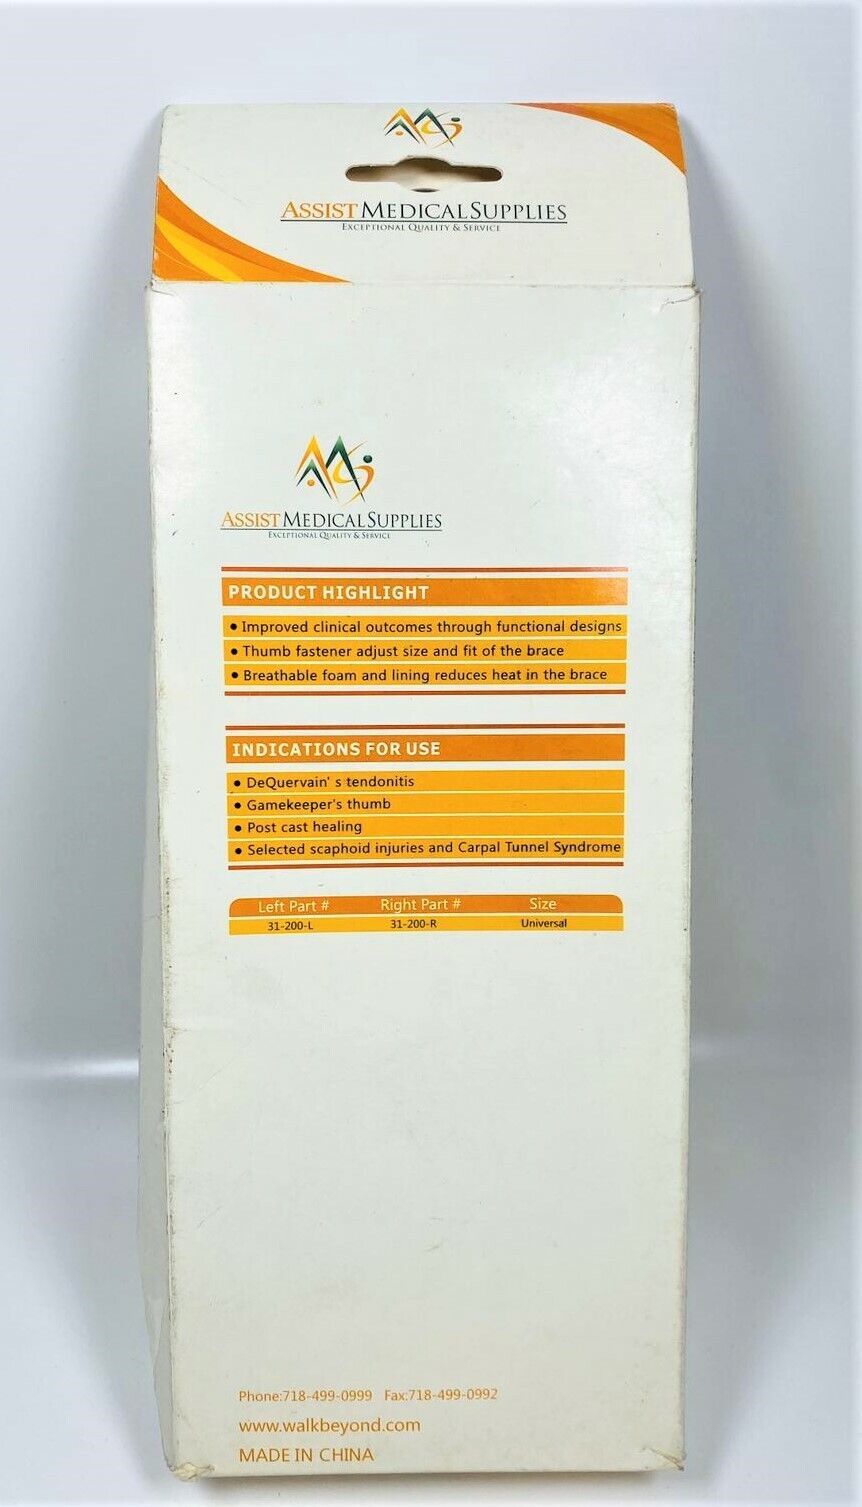 ASSIST MEDICAL SUPPLIES
EXCEPTIONAL QUALITY & SERVICE
ASSIST MEDICAL SUPPLIES
EXCEPTIONAL QUALITY & SERVICE
PRODUCT HIGHLIGHT
• Improved clinical outcomes through functional designs
• Thumb fastener adjust size and fit of the brace
• Breathable foam and lining reduces heat in the brace
INDICATIONS FOR USE
• DeQuervain' s tendonitis
• Gamekeeper's thumb
• Post cast healing
• Selected scaphoid injuries and Carpal Tunnel Syndrome
Left Part # Right Part # Size
31-200-L 31-200-R Universal
Phone:718-499-0999 Fax:718-499-0992
www.walkbeyond.com
MADE IN CHINA